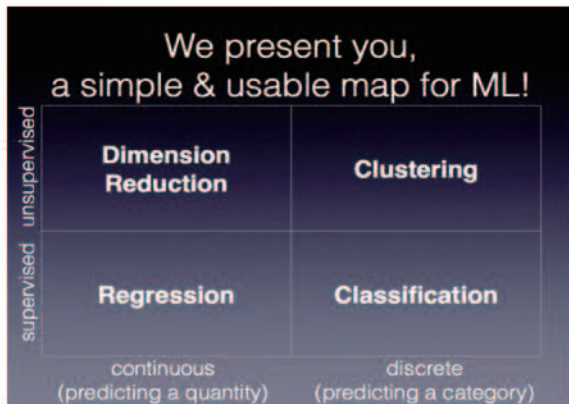 We present you,
a simple & usable map for ML!
unsupervised
Dimension
Reduction
Clustering
supervised
Regression
Classification
continuous
(predicting a quantity)
discrete
(predicting a category)